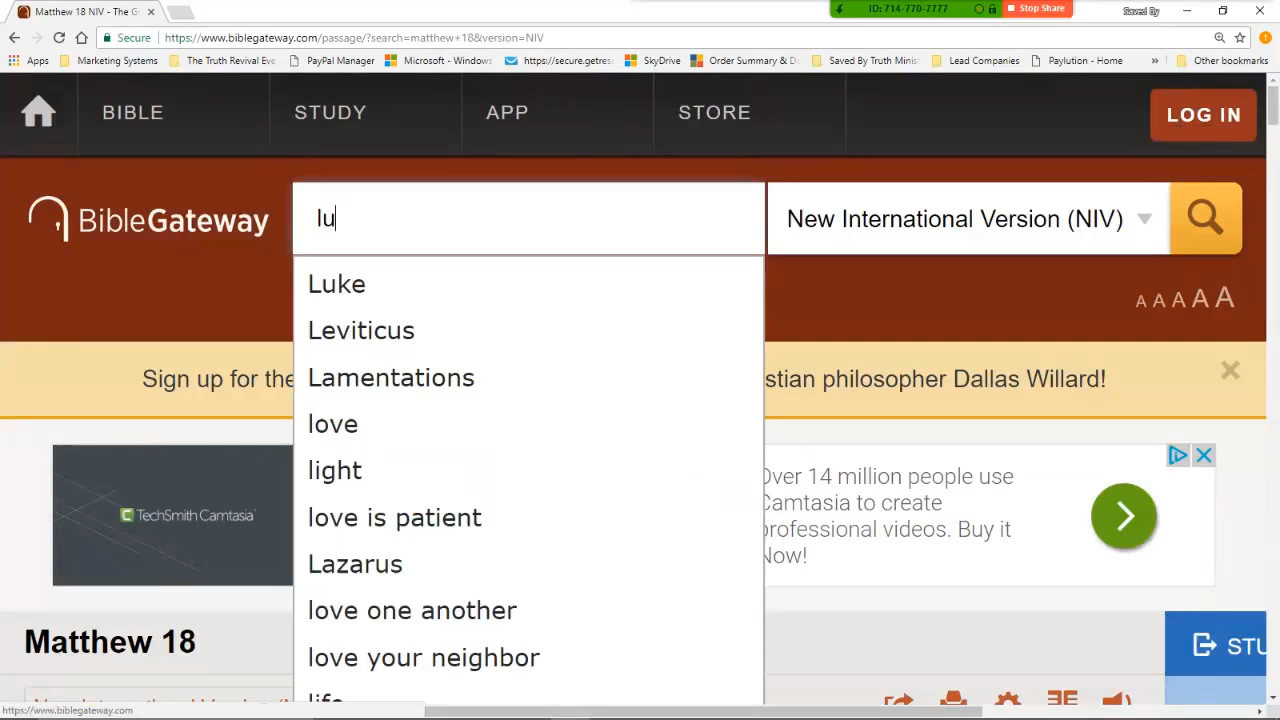 Matthew 18 NIV - The G
ID: 714-770-7777
Stop Share
Saved By
Secure
https://www.biblegateway.com/passage/?search=matthew+18&version=NIV
Apps
Marketing Systems
The Truth Revival Eve
PayPal Manager
Microsoft - Windows
https://secure.getres
SkyDrive
Order Summary & D
Saved By Truth Minis
Lead Companies
Paylution - Home
»
Other bookmarks
BIBLE
STUDY
APP
STORE
LOG IN
BibleGateway
lu
New International Version (NIV)
Luke
A A A A A
Leviticus
Sign up for the
Lamentations
stian philosopher Dallas Willard!
love
light
love is patient
Lazarus
love one another
love your neighbor
life
TechSmith Camtasia
Over 14 million people use
Camtasia to create
professional videos. Buy it
Now!
Matthew 18
STU
https://www.biblegateway.com